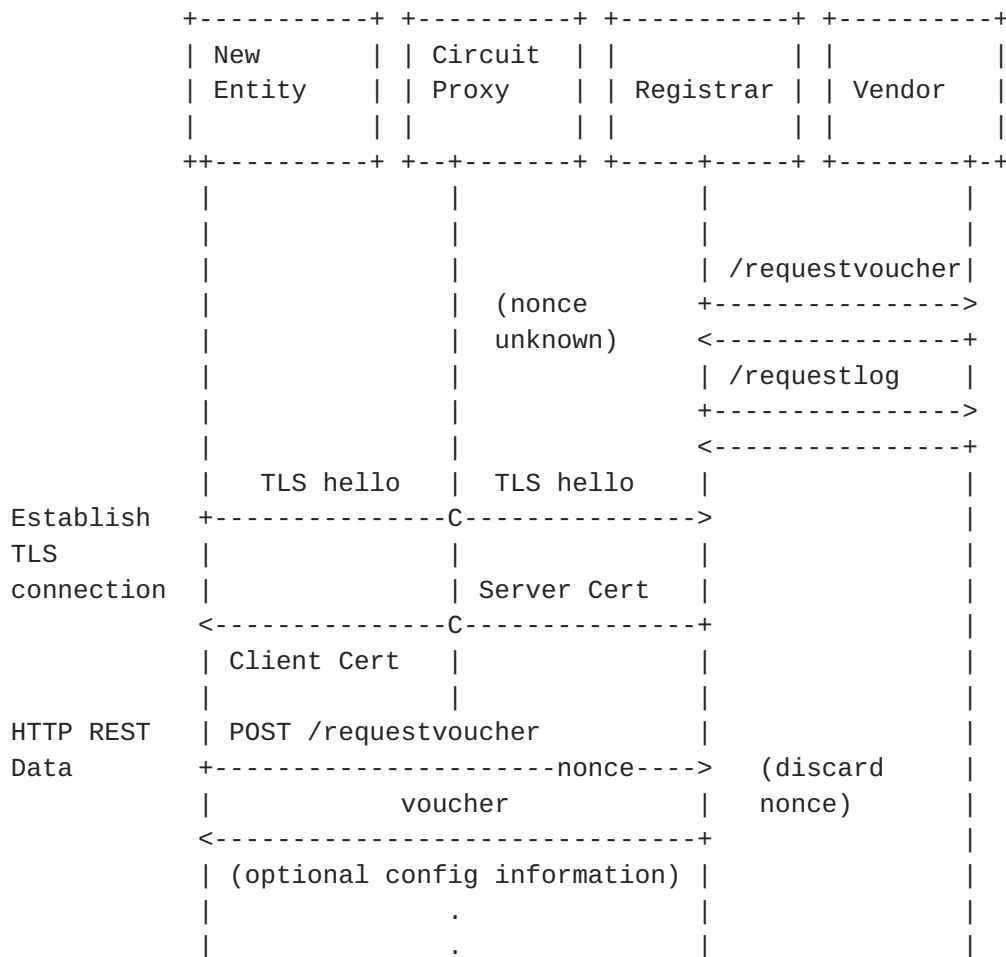 +-----------+ +----------+ +-----------+ +----------+
| New       | | Circuit  | |           | |          |
| Entity    | | Proxy    | | Registrar | | Vendor   |
|           | |          | |           | |          |
++----------+ +--+-------+ +-----+-----+ +--------+-+
 |               |               |                |
 |               |               |                |
 |               |               | /requestvoucher|
 |               |  (nonce       +---------------->
 |               |  unknown)     <----------------+
 |               |               | /requestlog    |
 |               |               +---------------->
 |               |               <----------------+
 |   TLS hello   |  TLS hello    |                |
Establish   +---------------C--------------->                |
TLS         |               |               |                |
connection  |               | Server Cert   |                |
<---------------C---------------+                |
| Client Cert   |               |                |
|               |               |                |
HTTP REST   | POST /requestvoucher          |                |
Data        +----------------------nonce---->   (discard     |
|            voucher            |   nonce)       |
<-------------------------------+                |
| (optional config information) |                |
|               .               |                |
|               .               |                |